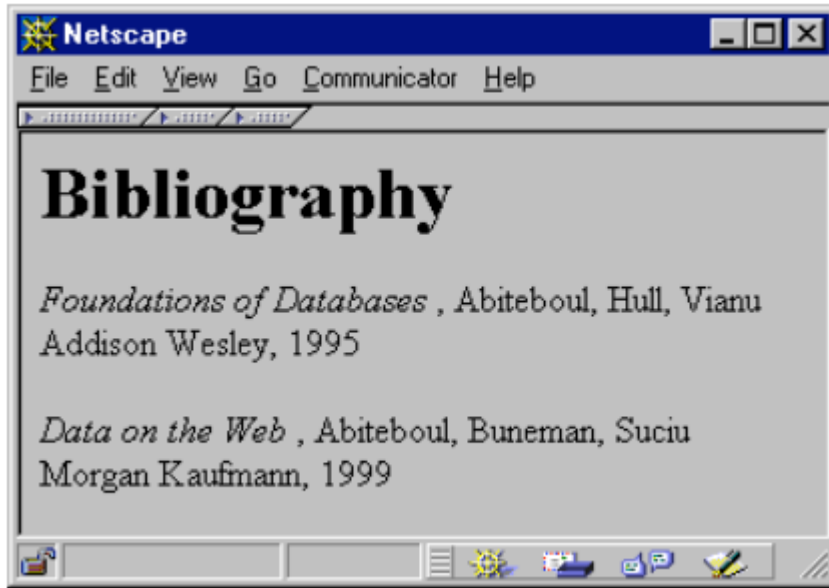 Netscape
File Edit View Go Communicator Help
Bibliography
Foundations of Databases , Abiteboul, Hull, Vianu
Addison Wesley, 1995
Data on the Web , Abiteboul, Buneman, Suciu
Morgan Kaufmann, 1999